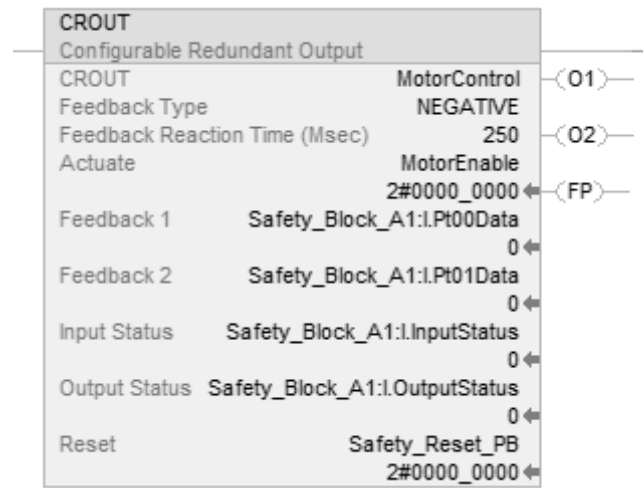 CROUT
Configurable Redundant Output
CROUT MotorControl (O1)
Feedback Type NEGATIVE
Feedback Reaction Time (Msec) 250 (O2)
Actuate MotorEnable
2#0000_0000 (FP)
Feedback 1 Safety_Block_A1:I.Pt00Data
0
Feedback 2 Safety_Block_A1:I.Pt01Data
0
Input Status Safety_Block_A1:I.InputStatus
0
Output Status Safety_Block_A1:I.OutputStatus
0
Reset Safety_Reset_PB
2#0000_0000